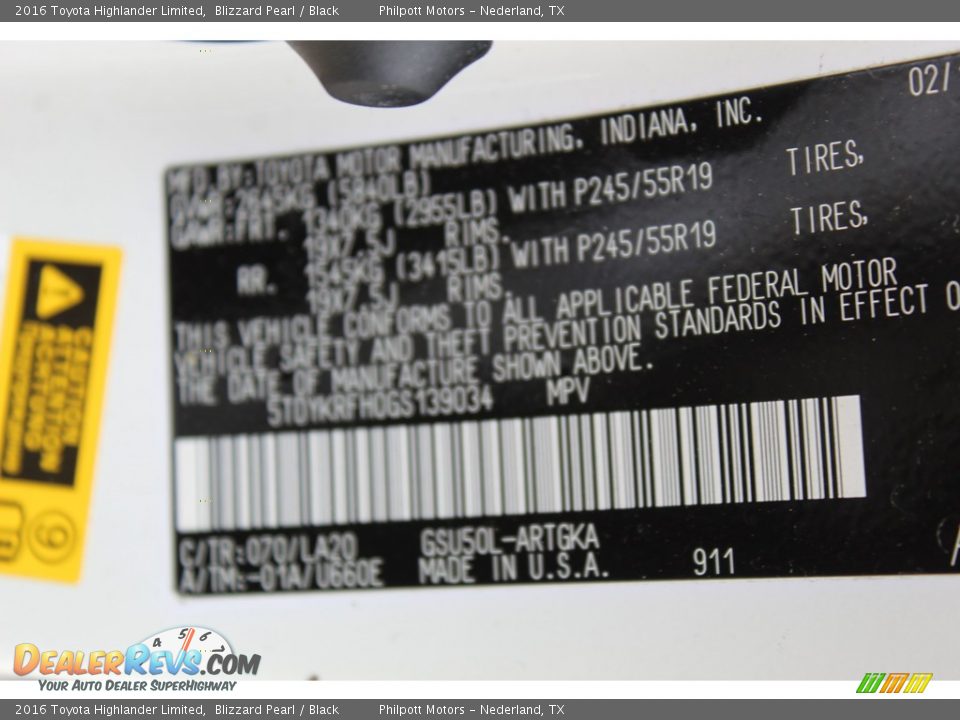 2016 Toyota Highlander Limited, Blizzard Pearl / Black Philpott Motors - Nederland, TX
02/
MFD.BY:TOYOTA MOTOR MANUFACTURING, INDIANA, INC.
GVWR:2645KG (5840LB)
GAWR:FRT. 1340KG (2955LB) WITH P245/55R19 TIRES,
19X7.5J RIMS.
RR. 1545KG (3415LB) WITH P245/55R19 TIRES,
19X7.5J RIMS.
THIS VEHICLE CONFORMS TO ALL APPLICABLE FEDERAL MOTOR
VEHICLE SAFETY AND THEFT PREVENTION STANDARDS IN EFFECT O
THE DATE OF MANUFACTURE SHOWN ABOVE.
5TDYKRFH0GS139034 MPV
C/TR:070/LA20 GSU50L-ARTGKA
A/TM:-01A/U660E MADE IN U.S.A. 911
CAUTION
ATTENTION
ACHTUNG
DEALERREVS.COM
4 5 6
YOUR AUTO DEALER SUPERHIGHWAY
2016 Toyota Highlander Limited, Blizzard Pearl / Black Philpott Motors - Nederland, TX